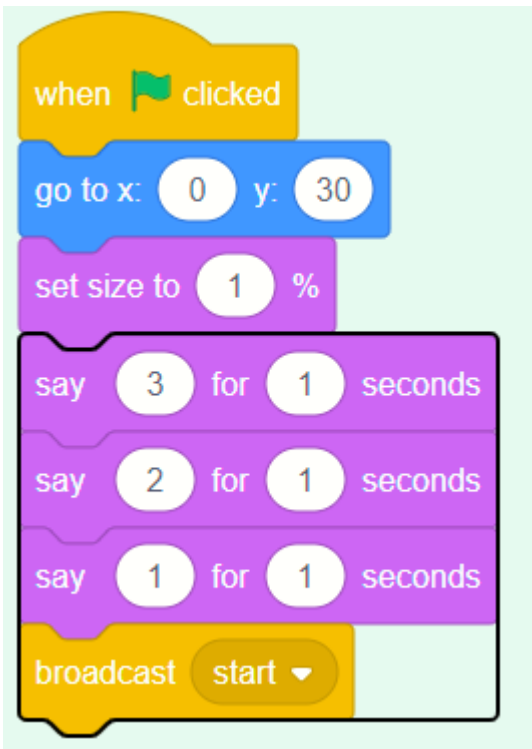 when clicked
go to x: 0 y: 30
set size to 1 %
say 3 for 1 seconds
say 2 for 1 seconds
say 1 for 1 seconds
broadcast start